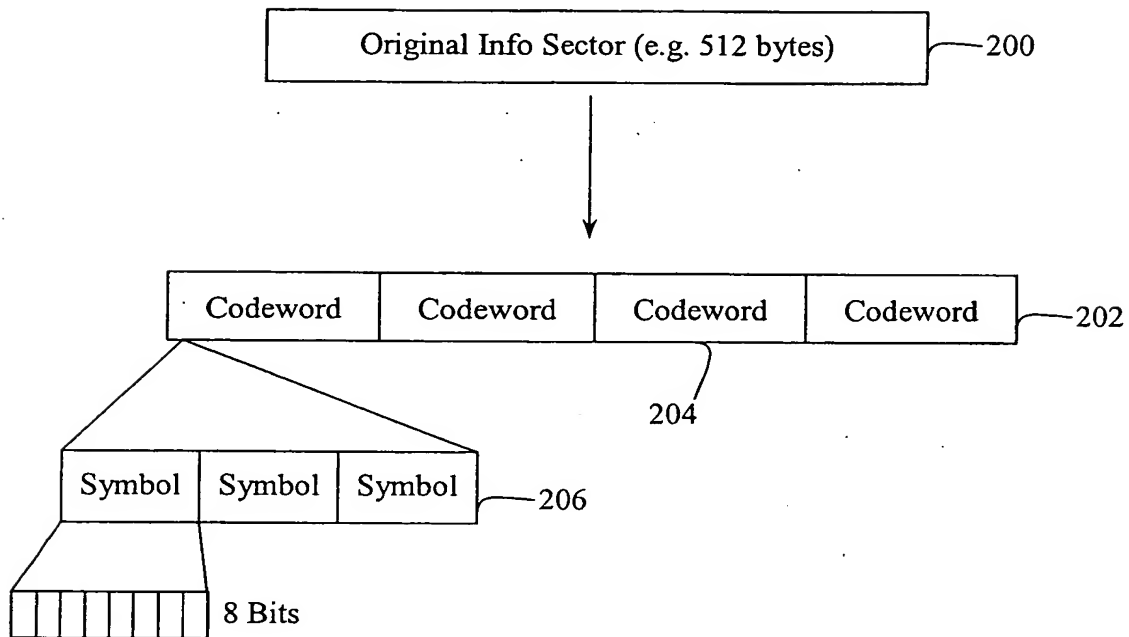 Original Info Sector (e.g. 512 bytes) 200
Codeword Codeword Codeword Codeword 202
204
Symbol Symbol Symbol 206
8 Bits